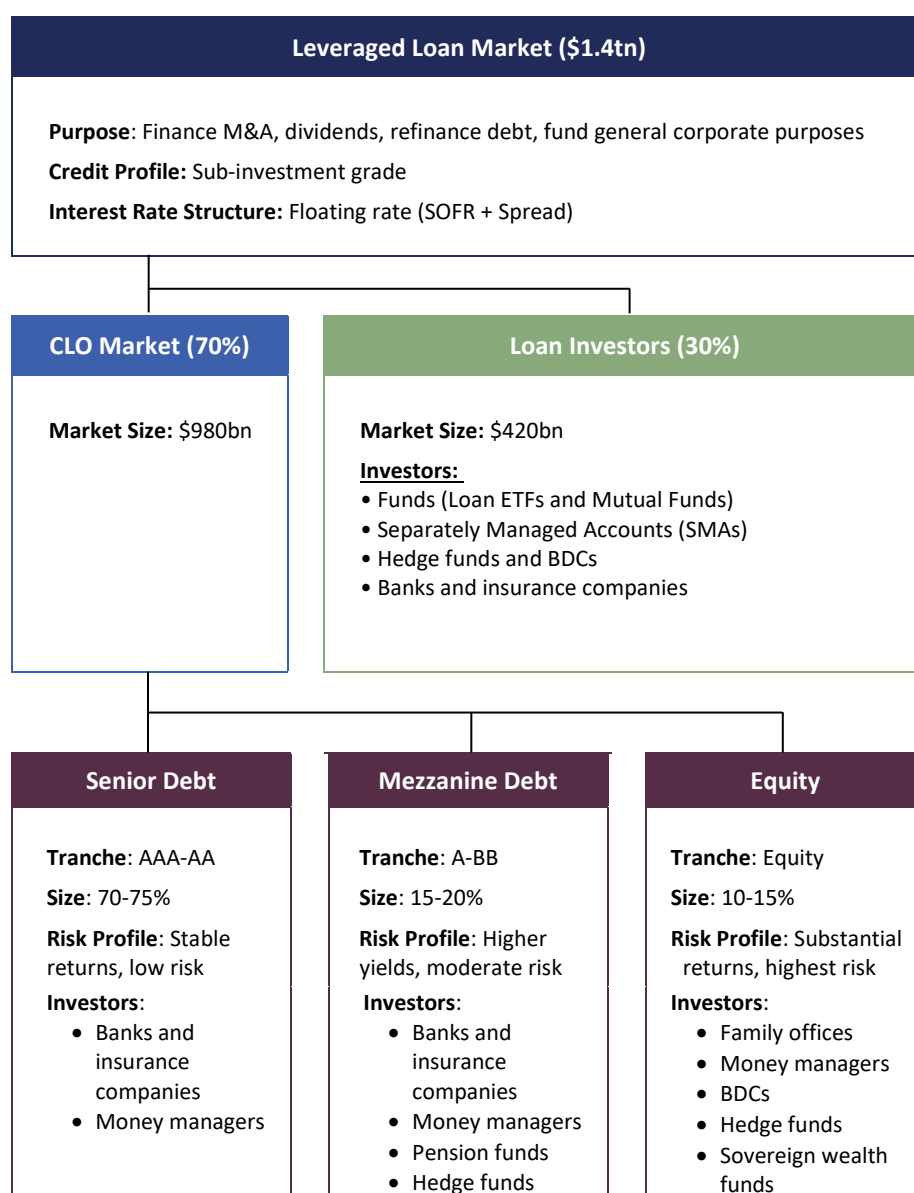 Leveraged Loan Market ($1.4tn)
Purpose: Finance M&A, dividends, refinance debt, fund general corporate purposes
Credit Profile: Sub-investment grade
Interest Rate Structure: Floating rate (SOFR + Spread)
CLO Market (70%)
Market Size: $980bn
Loan Investors (30%)
Market Size: $420bn
Investors:
• Funds (Loan ETFs and Mutual Funds)
• Separately Managed Accounts (SMAs)
• Hedge funds and BDCs
• Banks and insurance companies
Senior Debt
Tranche: AAA-AA
Size: 70-75%
Risk Profile: Stable
returns, low risk
Investors:
• Banks and
insurance
companies
• Money managers
Mezzanine Debt
Tranche: A-BB
Size: 15-20%
Risk Profile: Higher
yields, moderate risk
Investors:
• Banks and
insurance
companies
• Money managers
• Pension funds
• Hedge funds
Equity
Tranche: Equity
Size: 10-15%
Risk Profile: Substantial
returns, highest risk
Investors:
• Family offices
• Money managers
• BDCs
• Hedge funds
• Sovereign wealth
funds